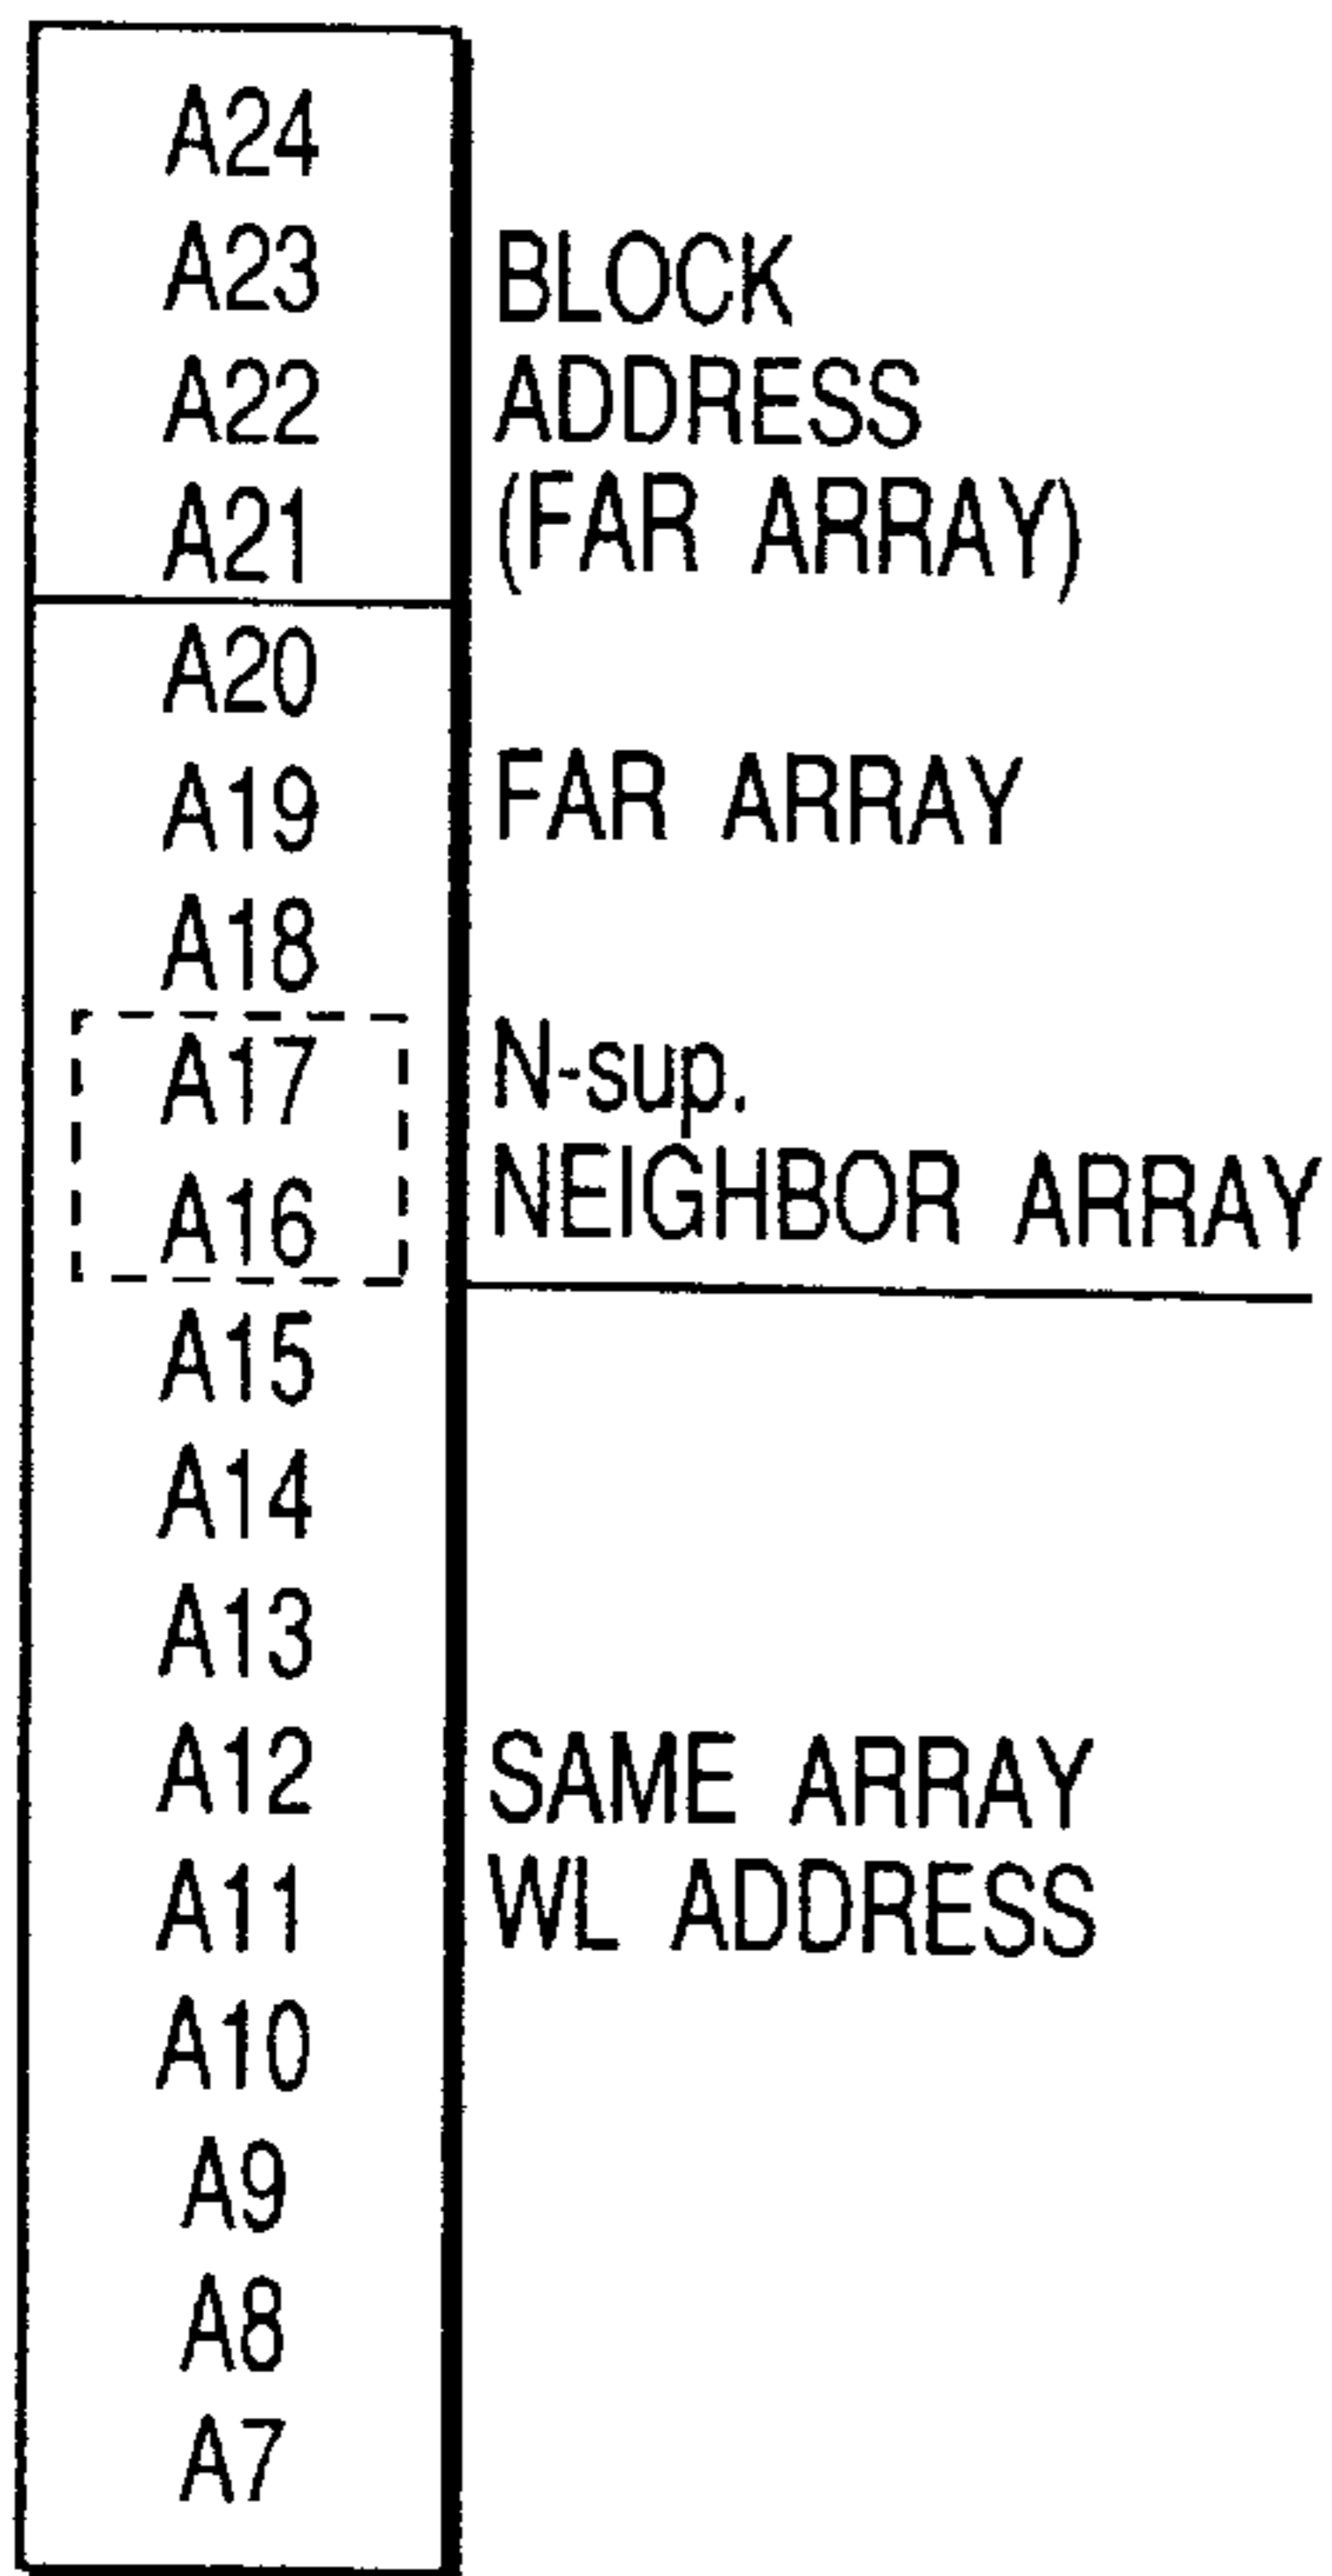 A24
A23
A22
A21
BLOCK
ADDRESS
(FAR ARRAY)
A20
A19
A18
FAR ARRAY
A17
A16
N-sup.
NEIGHBOR ARRAY
A15
A14
A13
A12
A11
A10
A9
A8
A7
SAME ARRAY
WL ADDRESS